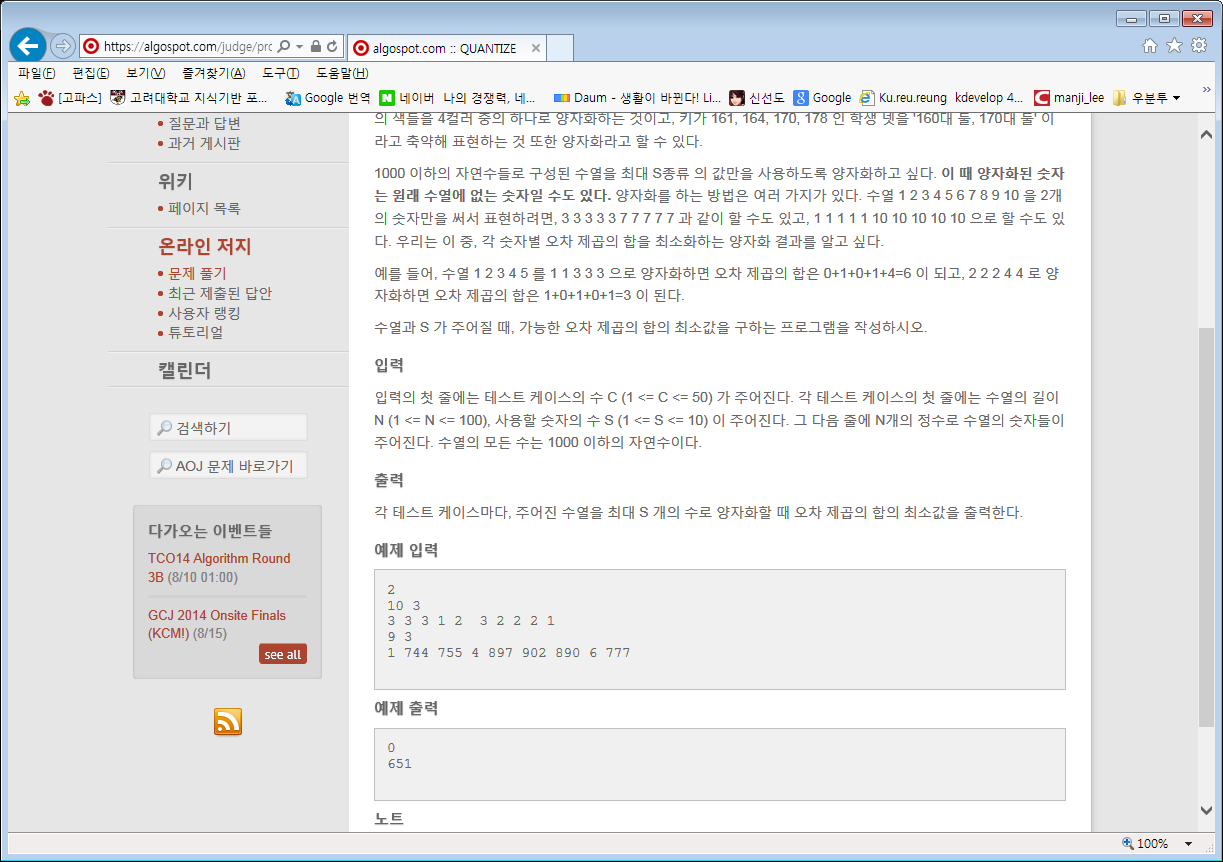 https://algospot.com/judge/prc
algospot.com :: QUANTIZE
파일(F) 편집(E) 보기(V) 즐겨찾기(A) 도구(T) 도움말(H)
[고파스] 고려대학교 지식기반 포... Google 번역 네이버 나의 경쟁력, 네... Daum - 생활이 바뀐다! Li... 신선도 Google Ku.reu.reung kdevelop 4... manji_lee 우분투
질문과 답변
과거 게시판
위키
페이지 목록
온라인 저지
문제 풀기
최근 제출된 답안
사용자 랭킹
튜토리얼
캘린더
검색하기
AOJ 문제 바로가기
다가오는 이벤트들
TCO14 Algorithm Round
3B (8/10 01:00)
GCJ 2014 Onsite Finals
(KCM!) (8/15)
see all
의 색들을 4컬러 중의 하나로 양자화하는 것이고, 키가 161, 164, 170, 178 인 학생 넷을 '160대 둘, 170대 둘' 이
라고 축약해 표현하는 것 또한 양자화라고 할 수 있다.
1000 이하의 자연수들로 구성된 수열을 최대 S종류 의 값만을 사용하도록 양자화하고 싶다. 이 때 양자화된 숫자
는 원래 수열에 없는 숫자일 수도 있다. 양자화를 하는 방법은 여러 가지가 있다. 수열 1 2 3 4 5 6 7 8 9 10 을 2개
의 숫자만을 써서 표현하려면, 3 3 3 3 3 7 7 7 7 7 과 같이 할 수도 있고, 1 1 1 1 1 10 10 10 10 10 으로 할 수도 있
다. 우리는 이 중, 각 숫자별 오차 제곱의 합을 최소화하는 양자화 결과를 알고 싶다.
예를 들어, 수열 1 2 3 4 5 를 1 1 3 3 3 으로 양자화하면 오차 제곱의 합은 0+1+0+1+4=6 이 되고, 2 2 2 4 4 로 양
자화하면 오차 제곱의 합은 1+0+1+0+1=3 이 된다.
수열과 S 가 주어질 때, 가능한 오차 제곱의 합의 최소값을 구하는 프로그램을 작성하시오.
입력
입력의 첫 줄에는 테스트 케이스의 수 C (1 <= C <= 50) 가 주어진다. 각 테스트 케이스의 첫 줄에는 수열의 길이
N (1 <= N <= 100), 사용할 숫자의 수 S (1 <= S <= 10) 이 주어진다. 그 다음 줄에 N개의 정수로 수열의 숫자들이
주어진다. 수열의 모든 수는 1000 이하의 자연수이다.
출력
각 테스트 케이스마다, 주어진 수열을 최대 S 개의 수로 양자화할 때 오차 제곱의 합의 최소값을 출력한다.
예제 입력
2
10 3
3 3 3 1 2  3 2 2 2 1
9 3
1 744 755 4 897 902 890 6 777
예제 출력
0
651
노트
100%